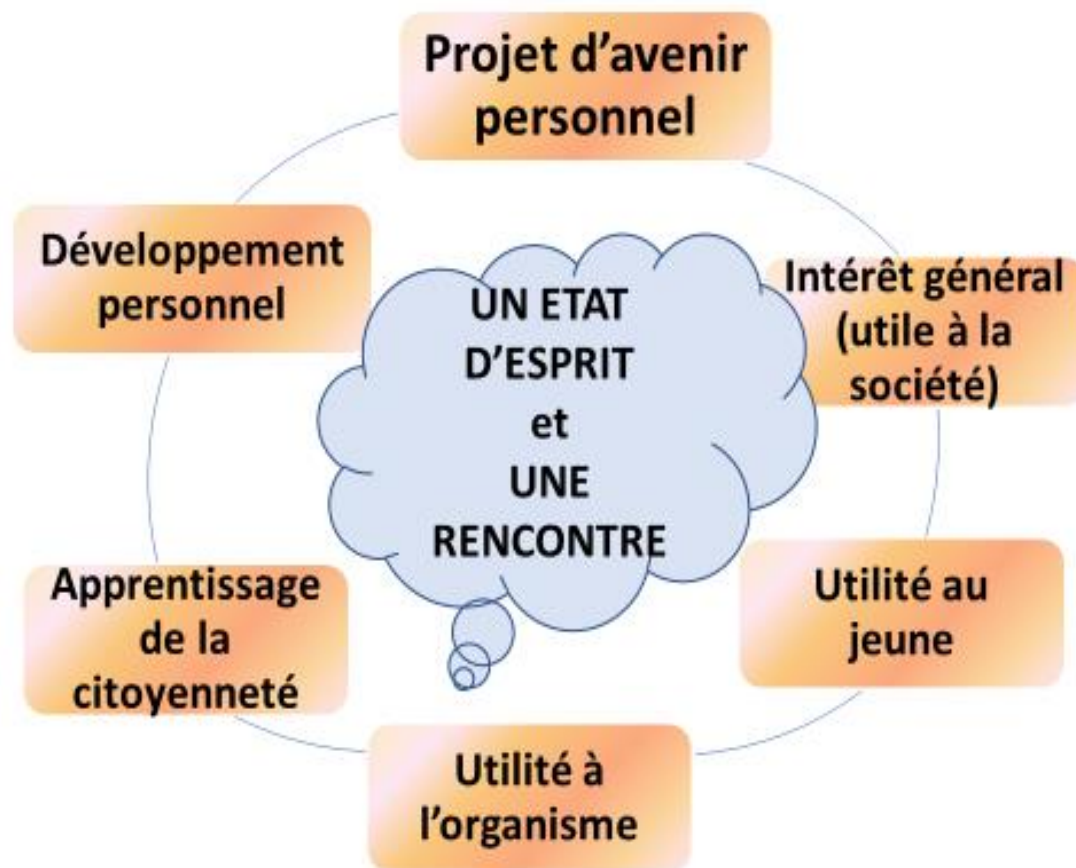 Projet d'avenir
personnel
Développement
personnel
UN ETAT
D'ESPRIT
et
UNE
RENCONTRE
Intérêt général
(utile à la
société)
Apprentissage
de la
citoyenneté
Utilité au
jeune
Utilité à
l'organisme